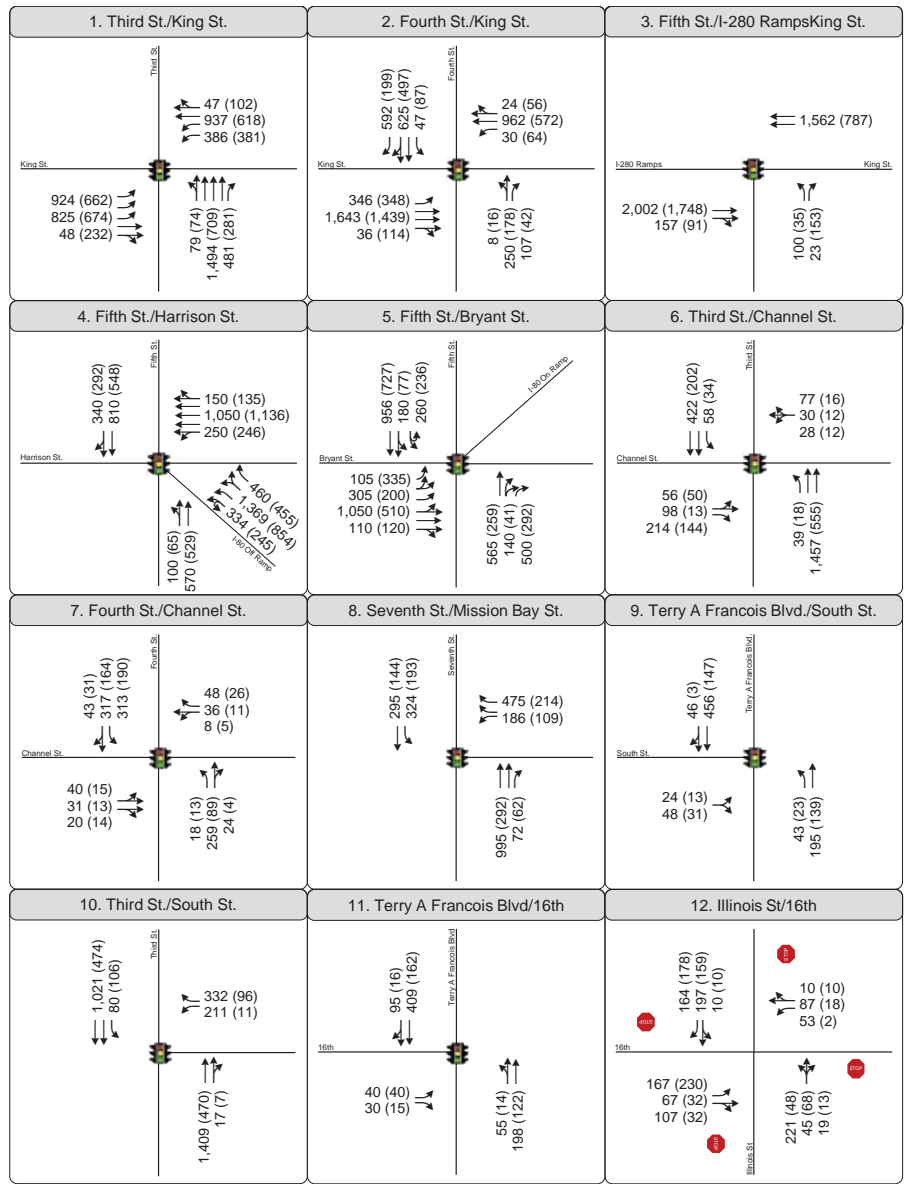 1. Third St./King St.
Third St.
47 (102)
937 (618)
386 (381)
King St.
924 (662)
825 (674)
48 (232)
79 (74)
1,494 (709)
481 (281)
2. Fourth St./King St.
Fourth St.
592 (199)
625 (497)
47 (87)
24 (56)
962 (572)
30 (64)
King St.
346 (348)
1,643 (1,439)
36 (114)
8 (16)
250 (178)
107 (42)
3. Fifth St./I-280 RampsKing St.
1,562 (787)
I-280 Ramps
King St.
2,002 (1,748)
157 (91)
100 (35)
23 (153)
4. Fifth St./Harrison St.
Fifth St.
340 (292)
810 (548)
150 (135)
1,050 (1,136)
250 (246)
Harrison St.
460 (455)
1,369 (854)
334 (245)
I-80 Off Ramp
100 (65)
570 (529)
5. Fifth St./Bryant St.
Fifth St.
I-80 On Ramp
956 (727)
180 (77)
260 (236)
Bryant St.
105 (335)
305 (200)
1,050 (510)
110 (120)
565 (259)
140 (41)
500 (292)
6. Third St./Channel St.
Third St.
422 (202)
58 (34)
77 (16)
30 (12)
28 (12)
Channel St.
56 (50)
98 (13)
214 (144)
39 (18)
1,457 (555)
7. Fourth St./Channel St.
Fourth St.
43 (31)
317 (164)
313 (190)
48 (26)
36 (11)
8 (5)
Channel St.
40 (15)
31 (13)
20 (14)
18 (13)
259 (89)
24 (4)
8. Seventh St./Mission Bay St.
Seventh St.
295 (144)
324 (193)
475 (214)
186 (109)
995 (292)
72 (62)
9. Terry A Francois Blvd./South St.
Terry A Francois Blvd.
46 (3)
456 (147)
South St.
24 (13)
48 (31)
43 (23)
195 (139)
10. Third St./South St.
Third St.
1,021 (474)
80 (106)
332 (96)
211 (11)
1,409 (470)
17 (7)
11. Terry A Francois Blvd/16th
Terry A Francois Blvd
95 (16)
409 (162)
16th
40 (40)
30 (15)
55 (14)
198 (122)
12. Illinois St/16th
STOP
164 (178)
197 (159)
10 (10)
10 (10)
87 (18)
53 (2)
STOP
16th
STOP
167 (230)
67 (32)
107 (32)
221 (48)
45 (68)
19 (13)
STOP
Illinois St